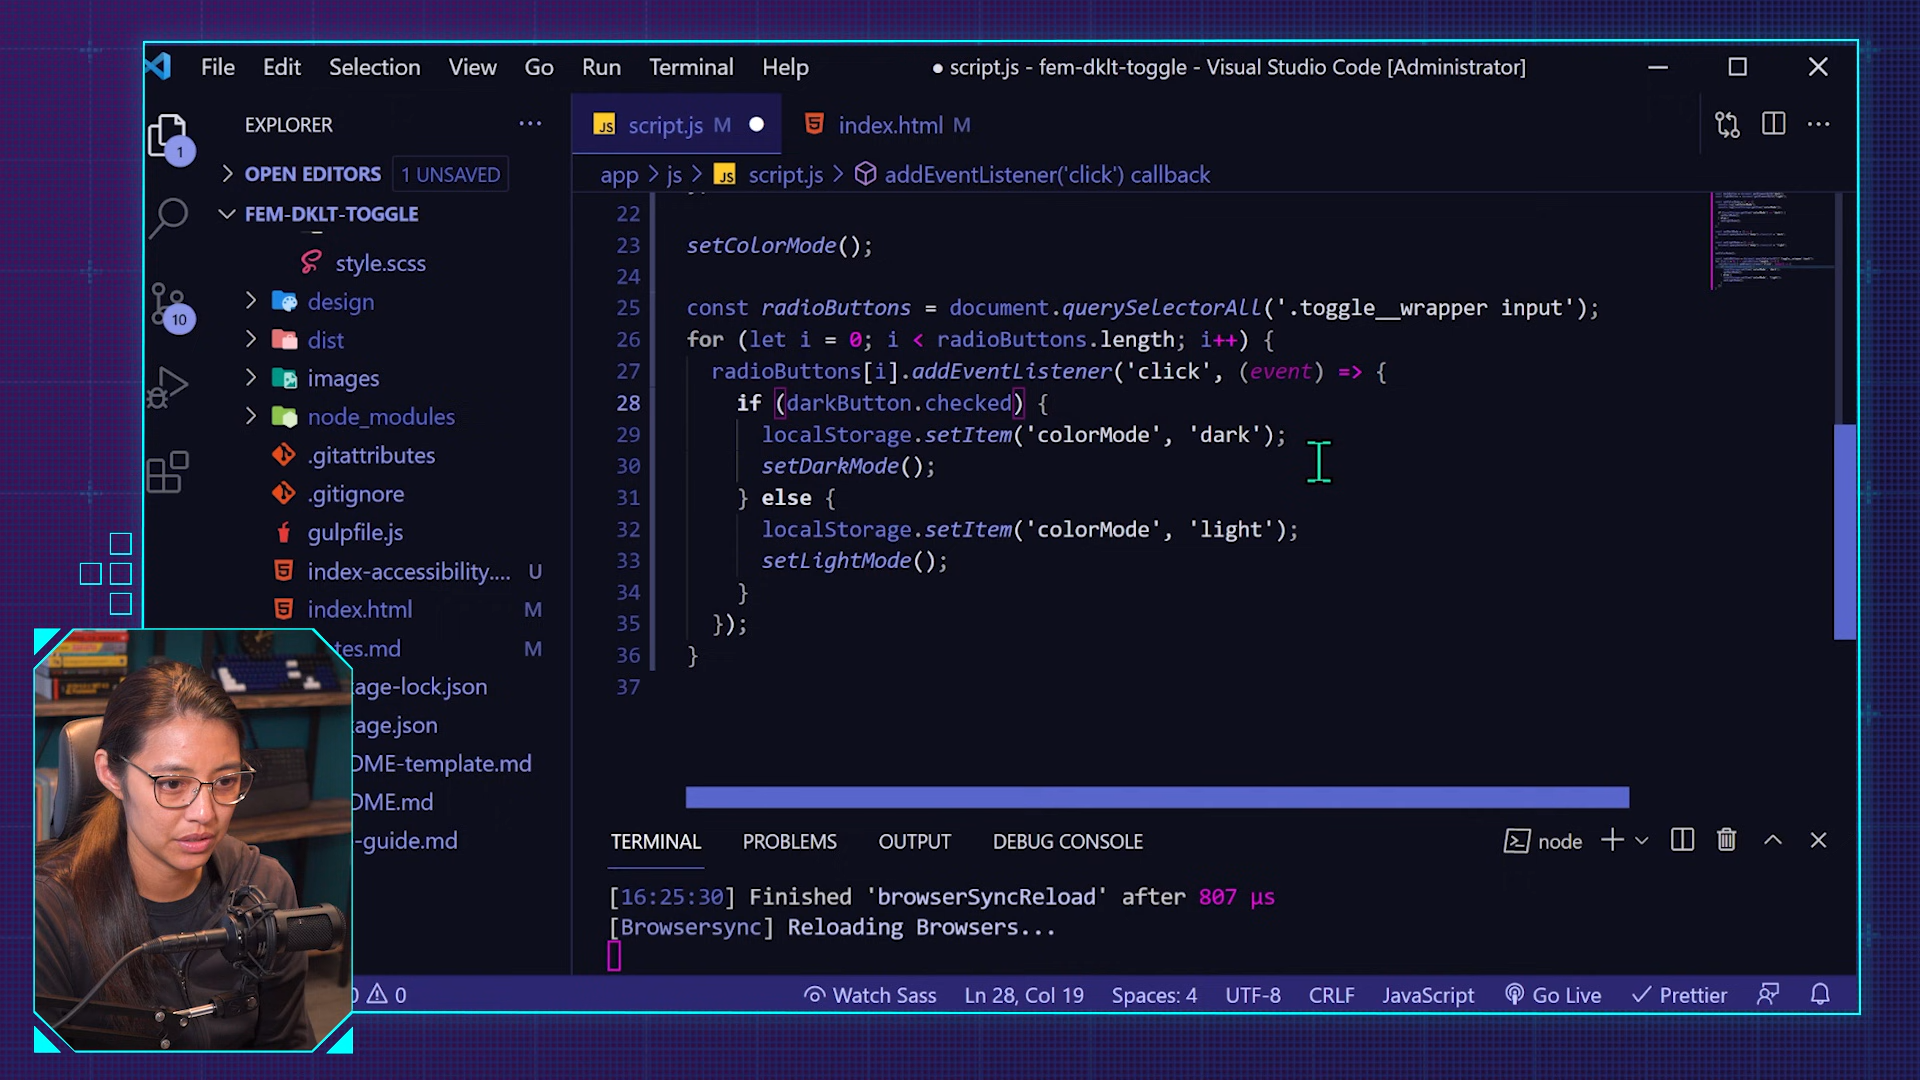 File Edit Selection View Go Run Terminal Help
● script.js - fem-dklt-toggle - Visual Studio Code [Administrator]
EXPLORER
script.js M
index.html M
1
OPEN EDITORS 1 UNSAVED
app > js > JS script.js > addEventListener('click') callback
FEM-DKLT-TOGGLE
style.scss
design
10
dist
images
node_modules
.gitattributes
.gitignore
gulpfile.js
index-accessibility.... U
index.html M
tes.md M
age-lock.json
age.json
OME-template.md
OME.md
-guide.md
22
23 setColorMode();
24
25 const radioButtons = document.querySelectorAll('.toggle__wrapper input');
26 for (let i = 0; i < radioButtons.length; i++) {
27 radioButtons[i].addEventListener('click', (event) => {
28 if (darkButton.checked) {
29 localStorage.setItem('colorMode', 'dark');
30 setDarkMode();
31 } else {
32 localStorage.setItem('colorMode', 'light');
33 setLightMode();
34 }
35 });
36 }
37
TERMINAL PROBLEMS OUTPUT DEBUG CONSOLE
node
[16:25:30] Finished 'browserSyncReload' after 807 μs
[Browsersync] Reloading Browsers...
0
Watch Sass Ln 28, Col 19 Spaces: 4 UTF-8 CRLF JavaScript Go Live Prettier